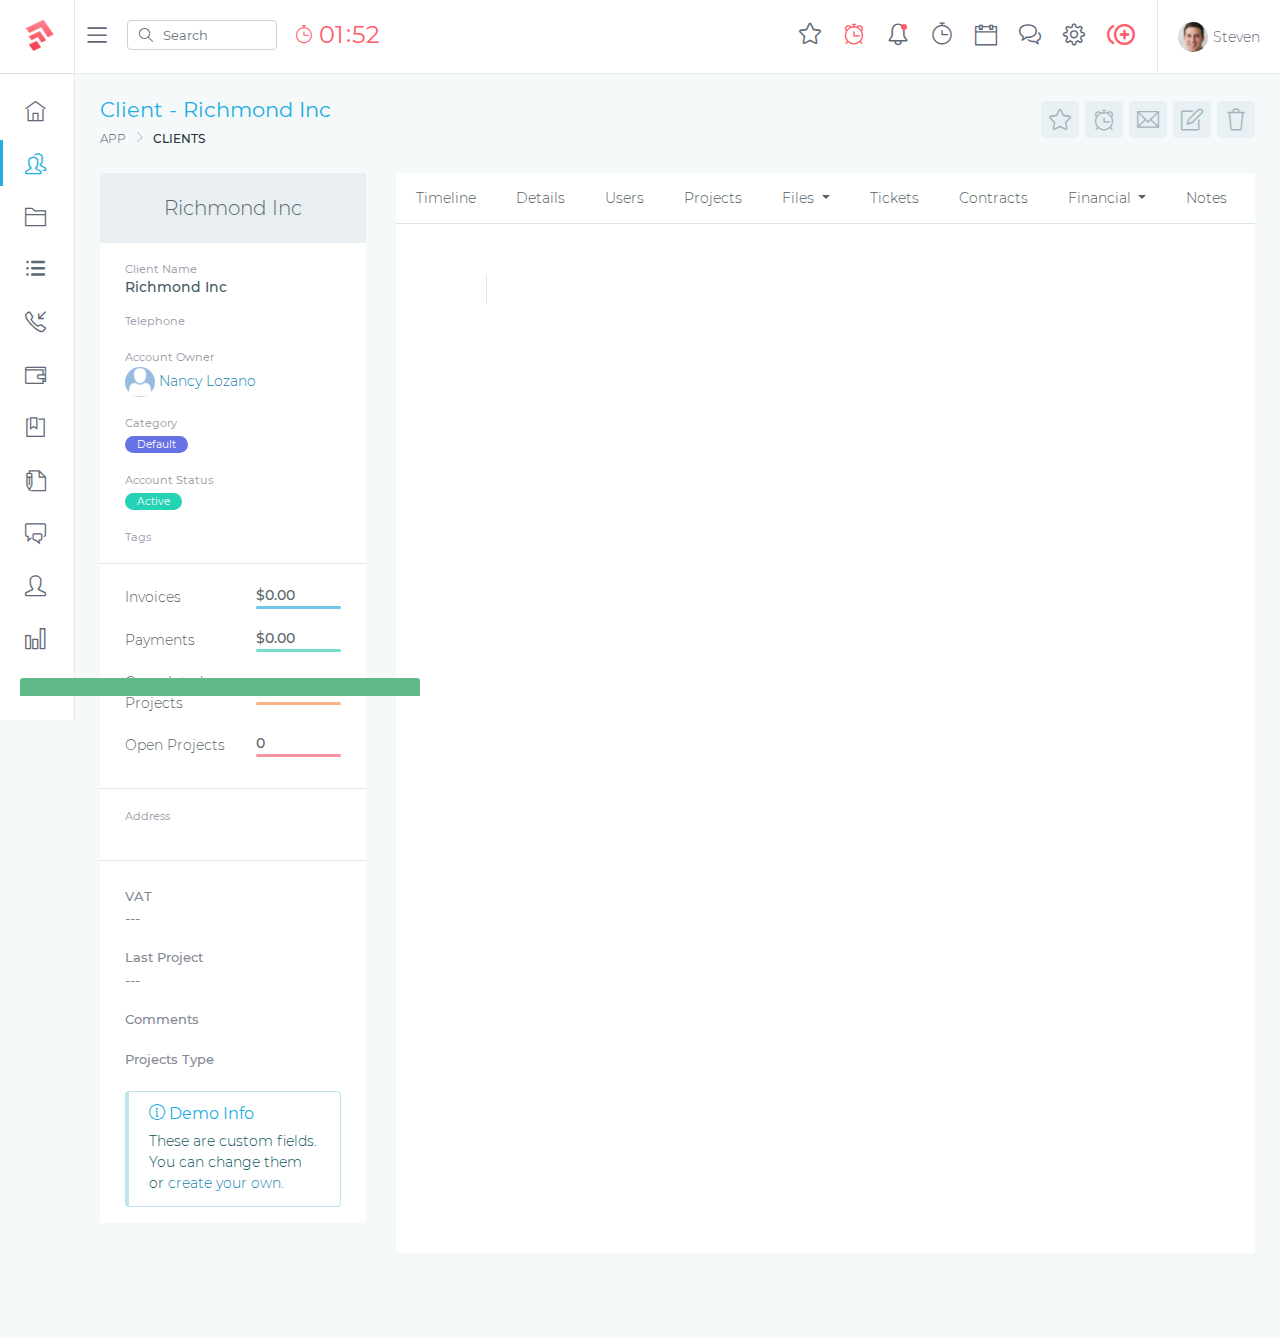 Search
01:52
Steven
Client - Richmond Inc
APP
CLIENTS
Richmond Inc
Client Name
Richmond Inc
Telephone
Account Owner
Nancy Lozano
Category
Default
Account Status
Active
Tags
Invoices
$0.00
Payments
$0.00
Projects
Open Projects
0
Address
VAT
---
Last Project
---
Comments
Projects Type
Demo Info
These are custom fields.
You can change them
or create your own.
Timeline
Details
Users
Projects
Files
Tickets
Contracts
Financial
Notes